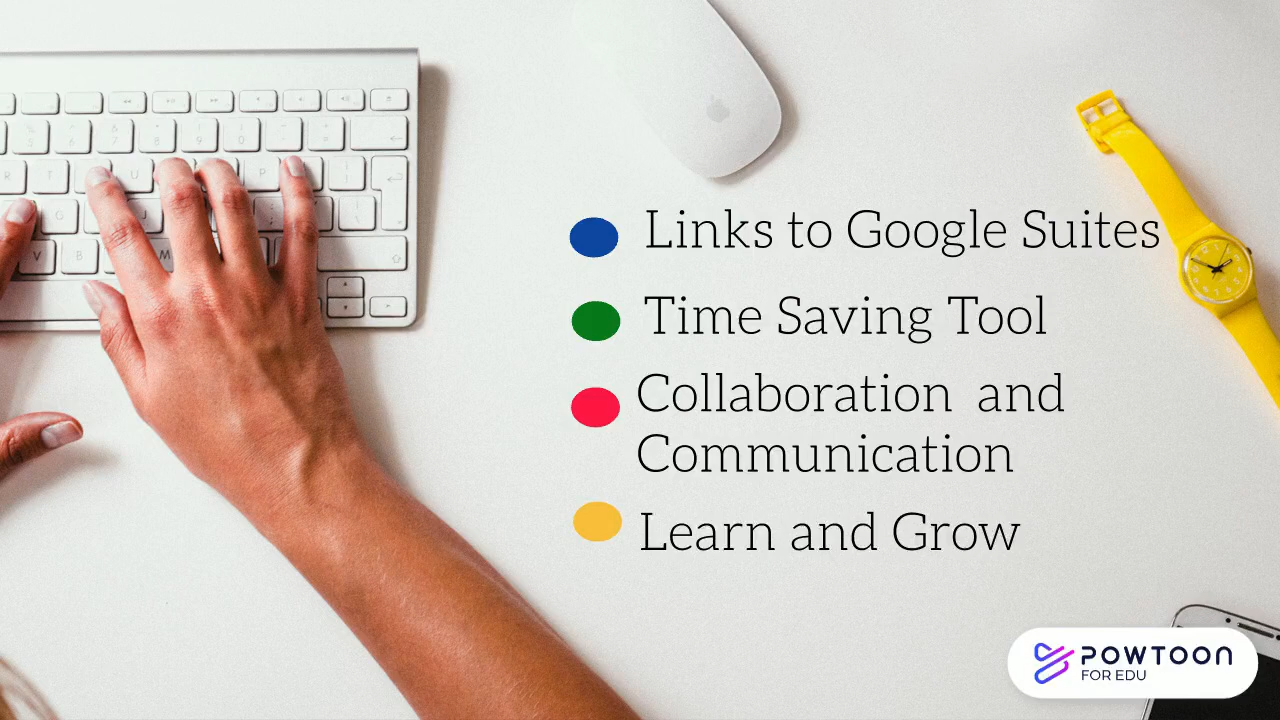 Links to Google Suites
Time Saving Tool
Collaboration and
Communication
Learn and Grow
POWTOON
FOR EDU